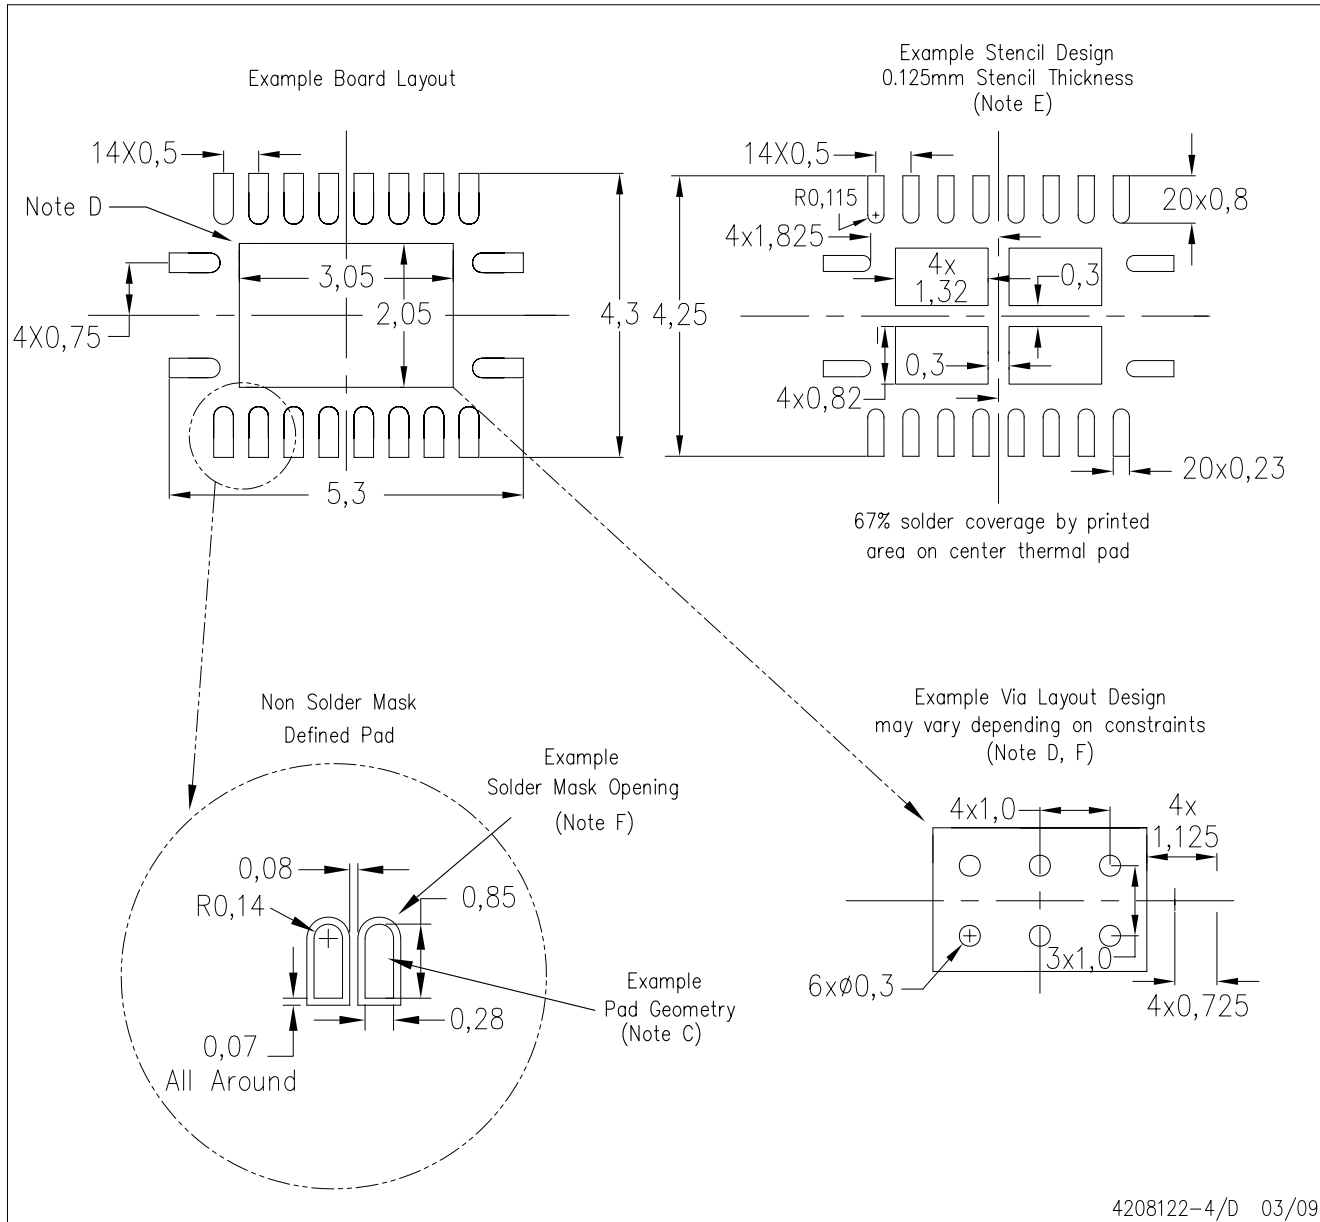 Example Board Layout
14X0,5
Note D
3,05
2,05
4X0,75
4,3
5,3
Example Stencil Design
0.125mm Stencil Thickness
(Note E)
14X0,5
R0,115
20x0,8
4x1,825
4x
1,32
0,3
4,25
0,3
4x0,82
20x0,23
67% solder coverage by printed
area on center thermal pad
Non Solder Mask
Defined Pad
Example
Solder Mask Opening
(Note F)
0,08
R0,14
0,85
Example
Pad Geometry
(Note C)
0,28
0,07
All Around
Example Via Layout Design
may vary depending on constraints
(Note D, F)
4x1,0
4x
1,125
3x1,0
6xø0,3
4x0,725
4208122-4/D 03/09